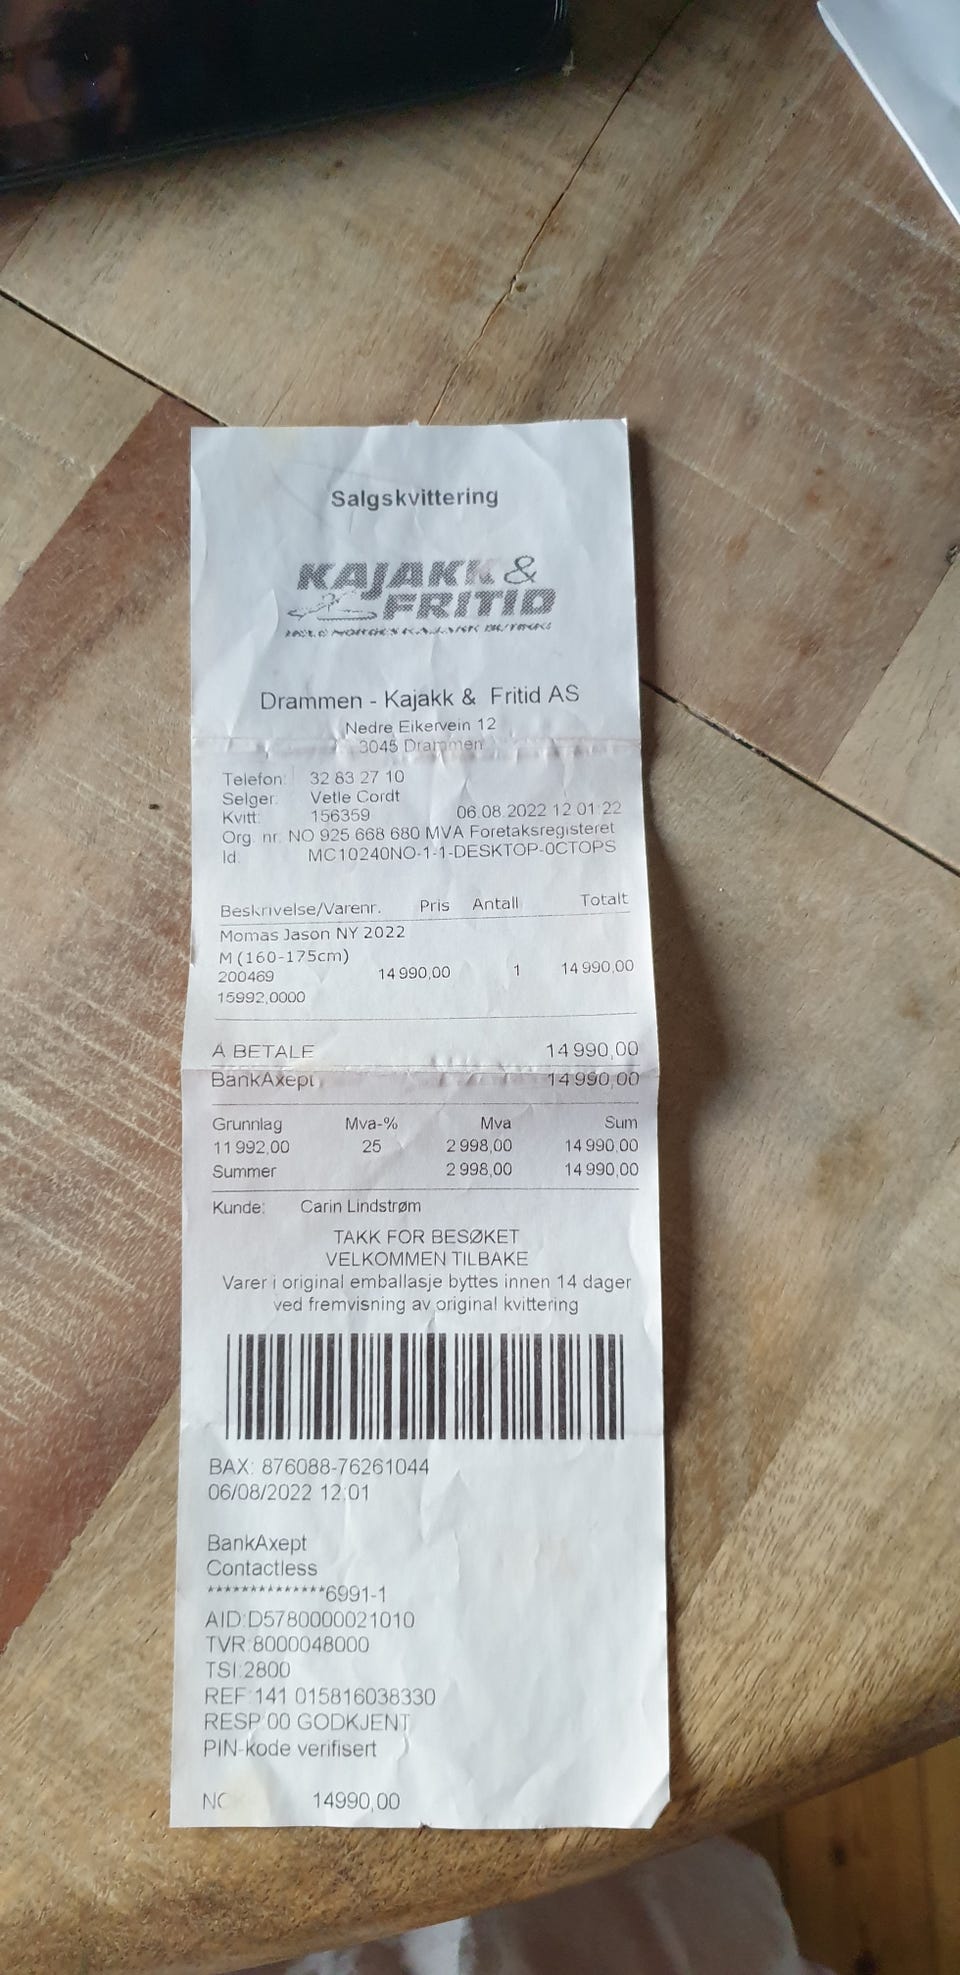 Salgskvittering
KAJAKK &
FRITID
HELE NORGES KAJAKK BUTIKK!
Drammen - Kajakk & Fritid AS
Nedre Eikervein 12
3045 Drammen
Telefon: 32 83 27 10
Selger: Vetle Cordt
Kvitt: 156359 06.08.2022 12:01:22
Org. nr. NO 925 668 680 MVA Foretaksregisteret
Id: MC10240NO-1-1-DESKTOP-0CTOPS
Beskrivelse/Varenr. Pris Antall Totalt
Momas Jason NY 2022
M (160-175cm)
200469 14 990,00 1 14 990,00
15992,0000
Å BETALE 14 990,00
BankAxept, 14 990,00
Grunnlag Mva-% Mva Sum
11 992,00 25 2 998,00 14 990,00
Summer 2 998,00 14 990,00
Kunde: Carin Lindstrøm
TAKK FOR BESØKET
VELKOMMEN TILBAKE
Varer i original emballasje byttes innen 14 dager
ved fremvisning av original kvittering
BAX: 876088-76261044
06/08/2022 12:01
BankAxept
Contactless
**************6991-1
AID:D5780000021010
TVR:8000048000
TSI:2800
REF:141 015816038330
RESP:00 GODKJENT
PIN-kode verifisert
14990,00